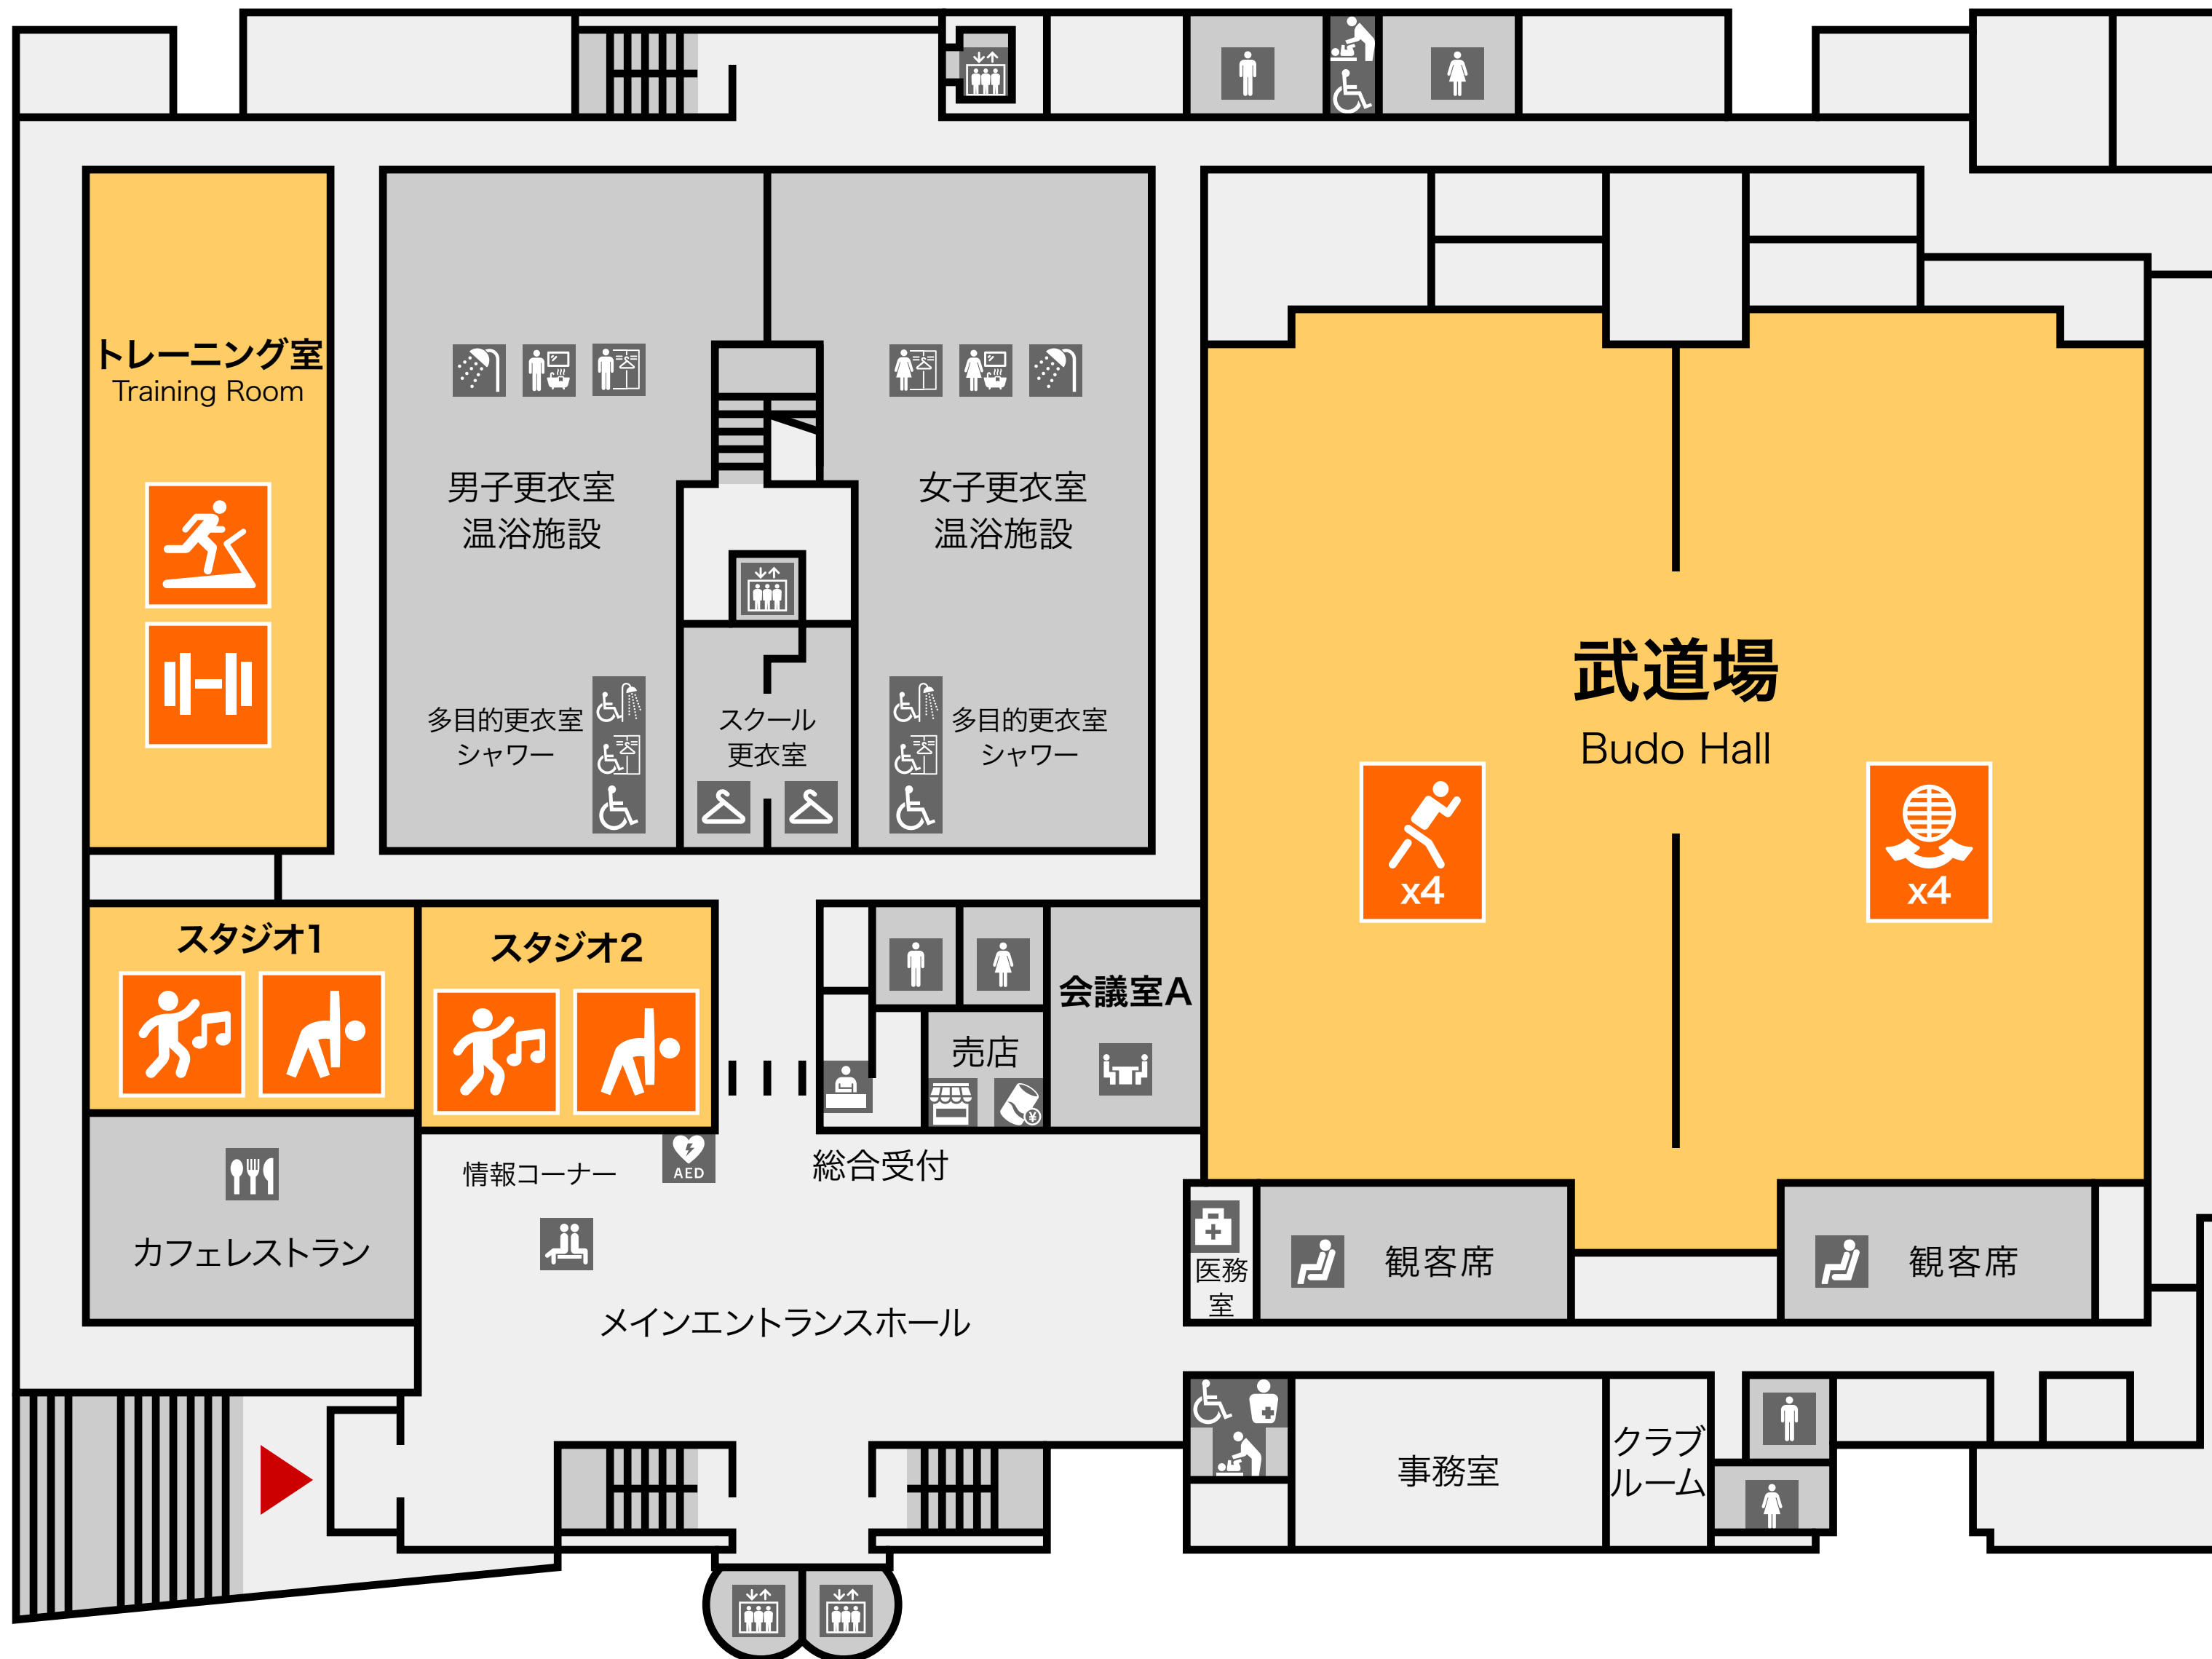 トレーニング室
Training Room
男子更衣室
温浴施設
女子更衣室
温浴施設
武道場
Budo Hall
多目的更衣室
シャワー
スクール
更衣室
多目的更衣室
シャワー
x4
x4
スタジオ1
スタジオ2
会議室A
売店
¥
AED
情報コーナー
総合受付
カフェレストラン
医務
室
観客席
観客席
メインエントランスホール
事務室
クラブ
ルーム